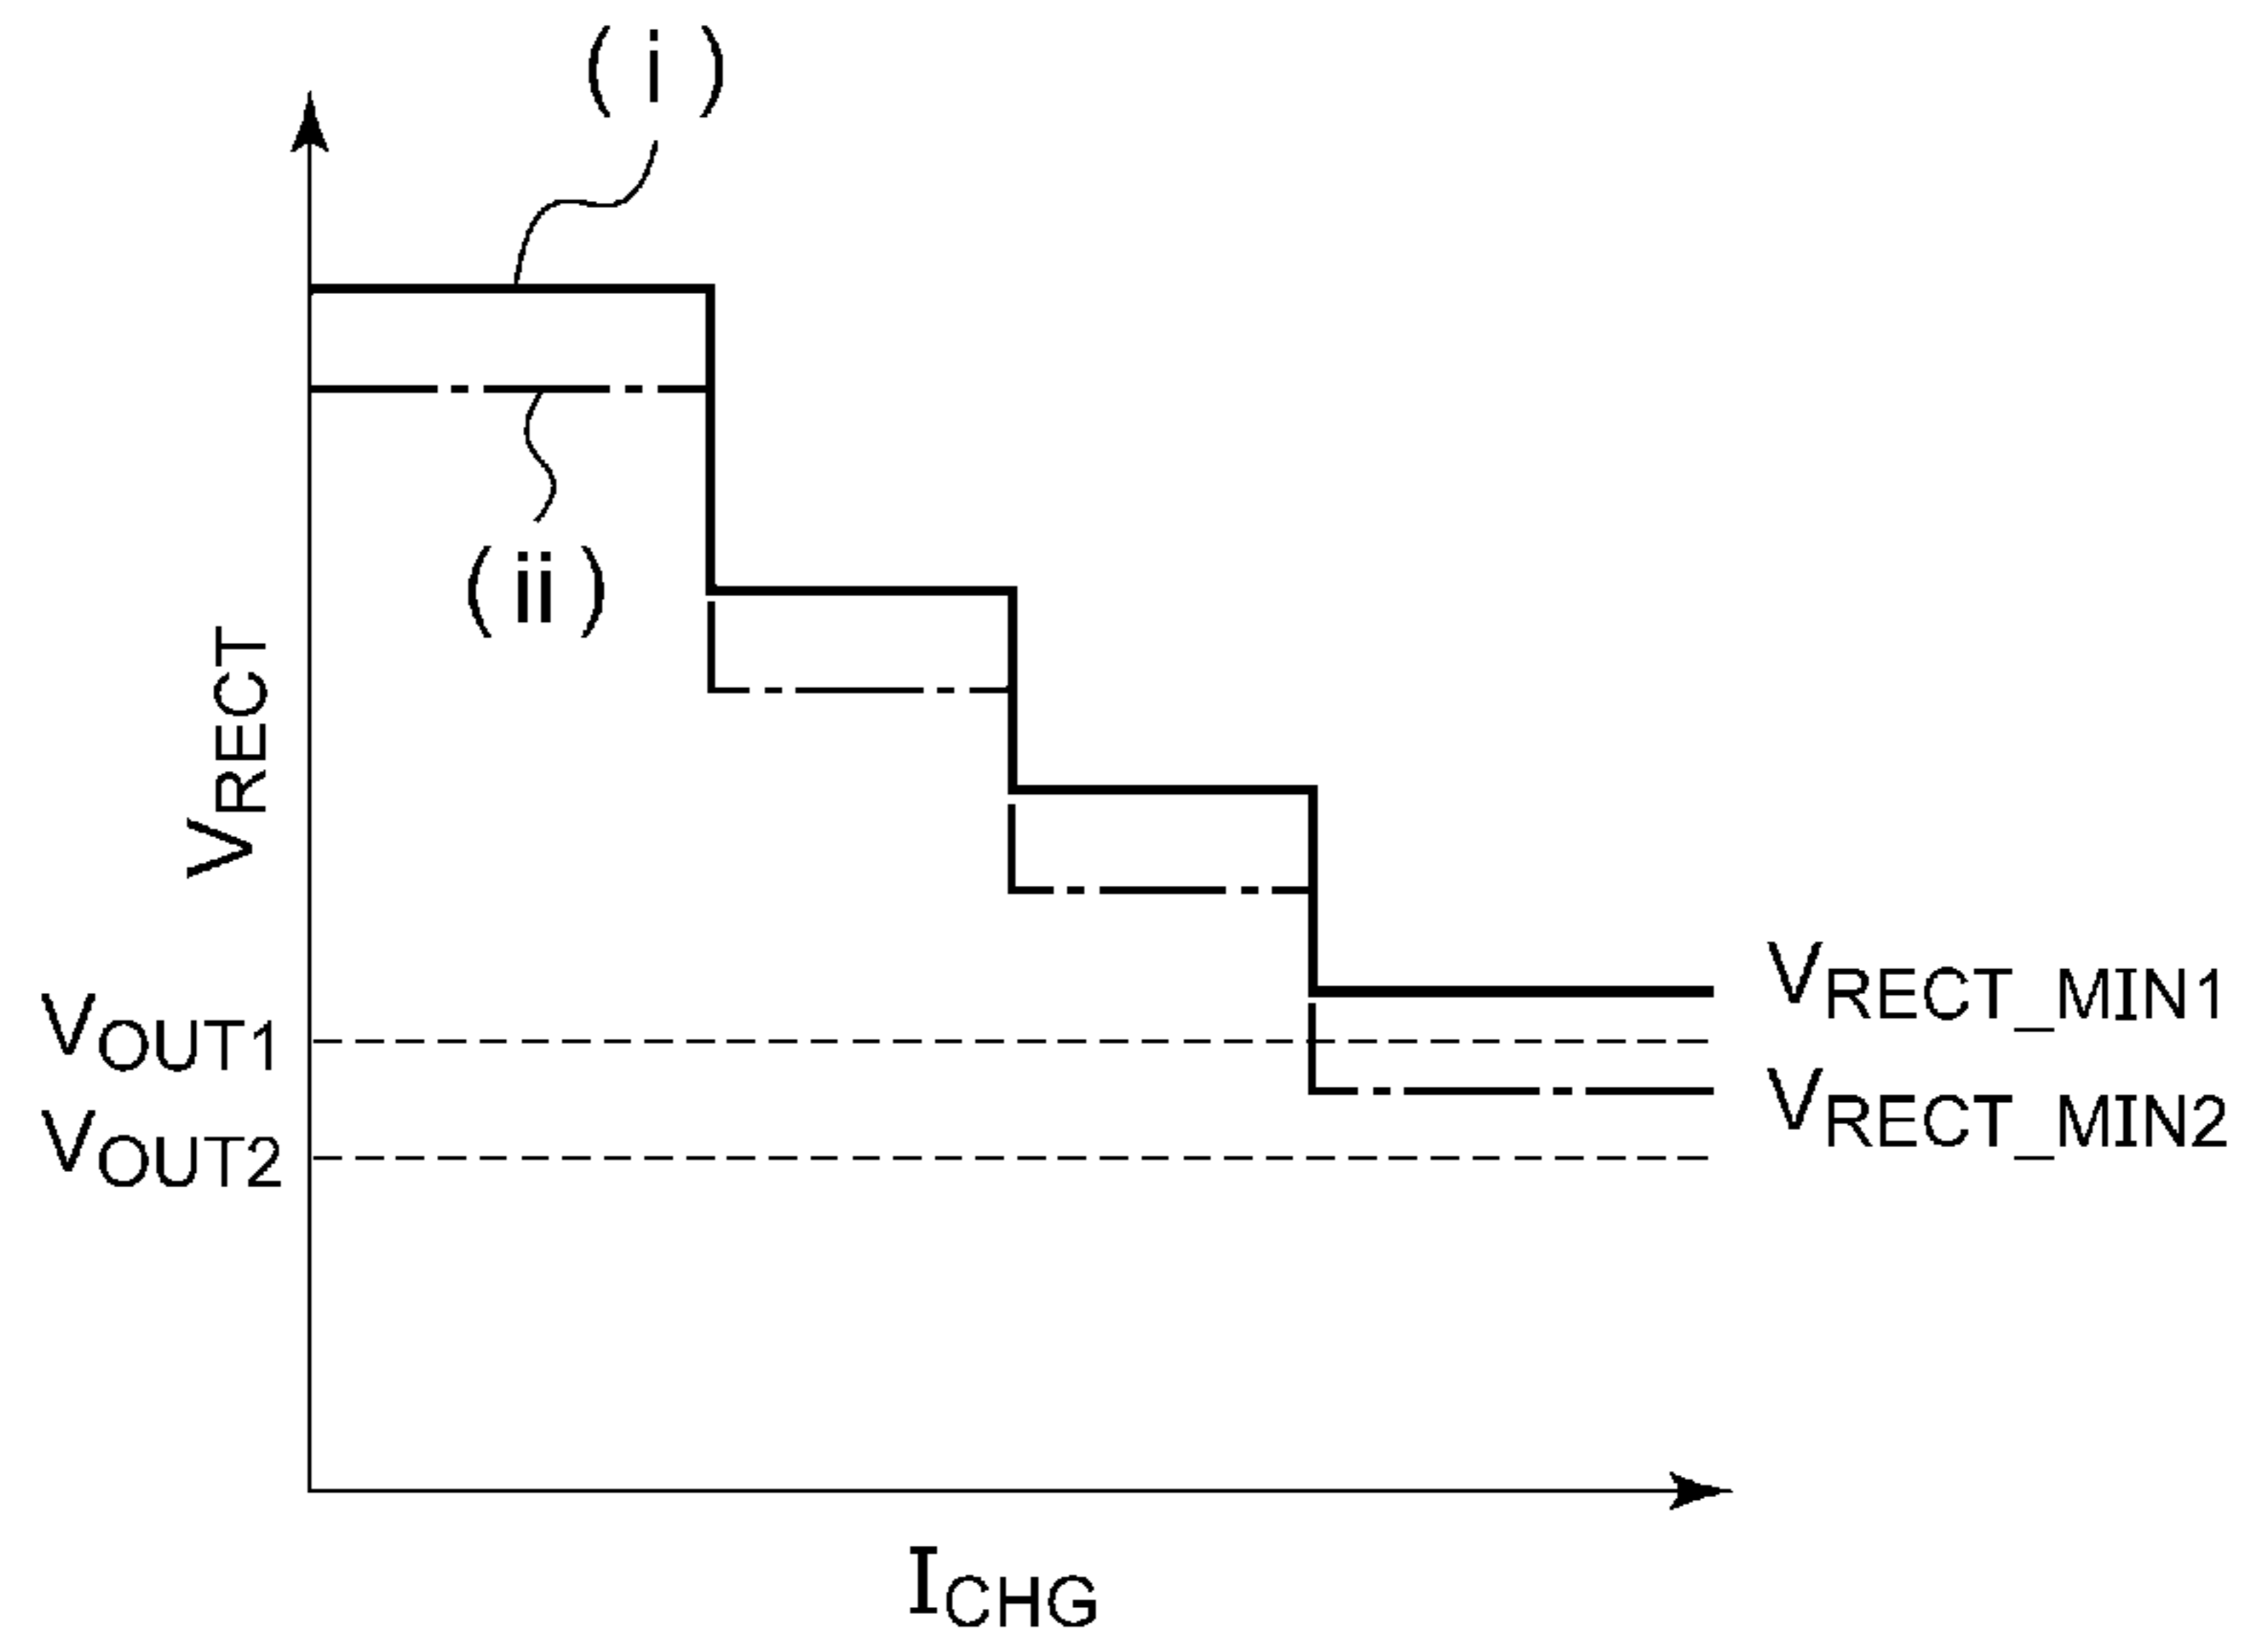 (i)
(ii)
VRECT
VOUT1
VOUT2
VRECT_MIN1
VRECT_MIN2
ICHG